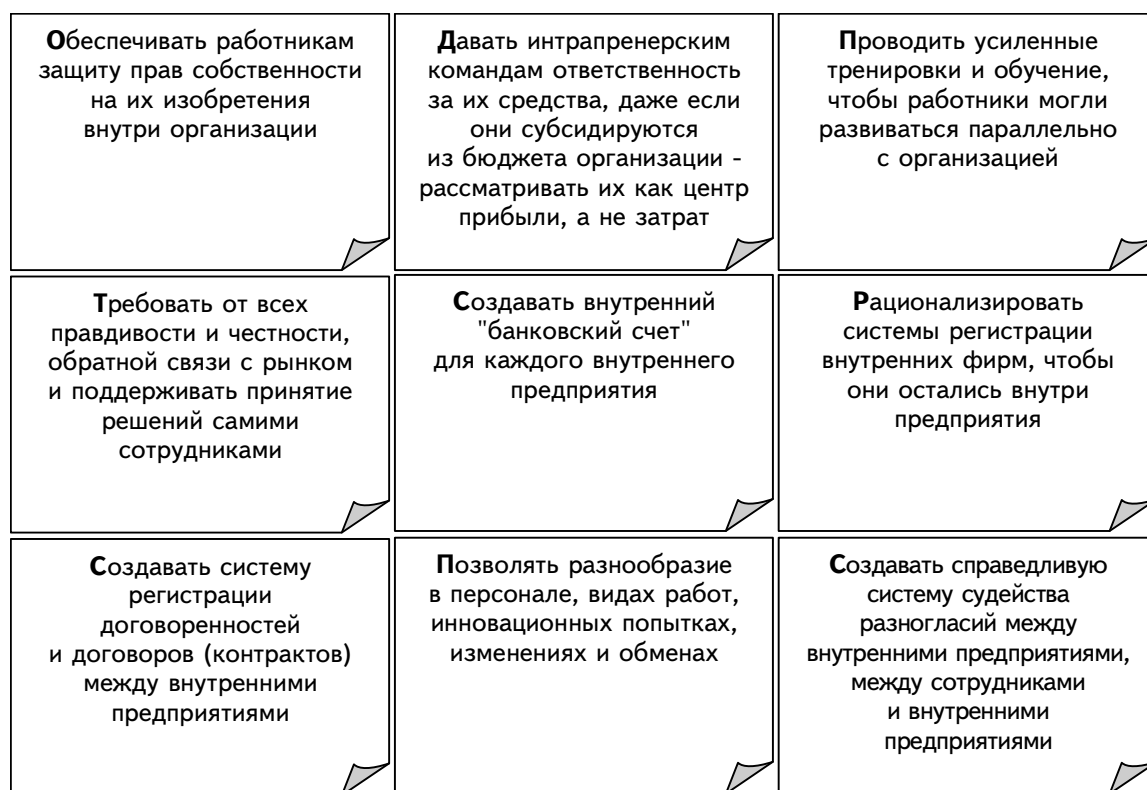 Обеспечивать работникам
защиту прав собственности
на их изобретения
внутри организации
Давать интрапренерским
командам ответственность
за их средства, даже если
они субсидируются
из бюджета организации -
рассматривать их как центр
прибыли, а не затрат
Проводить усиленные
тренировки и обучение,
чтобы работники могли
развиваться параллельно
с организацией
Требовать от всех
правдивости и честности,
обратной связи с рынком
и поддерживать принятие
решений самими
сотрудниками
Создавать внутренний
"банковский счет"
для каждого внутреннего
предприятия
Рационализировать
системы регистрации
внутренних фирм, чтобы
они остались внутри
предприятия
Создавать систему
регистрации
договоренностей
и договоров (контрактов)
между внутренними
предприятиями
Позволять разнообразие
в персонале, видах работ,
инновационных попытках,
изменениях и обменах
Создавать справедливую
систему судейства
разногласий между
внутренними предприятиями,
между сотрудниками
и внутренними
предприятиями